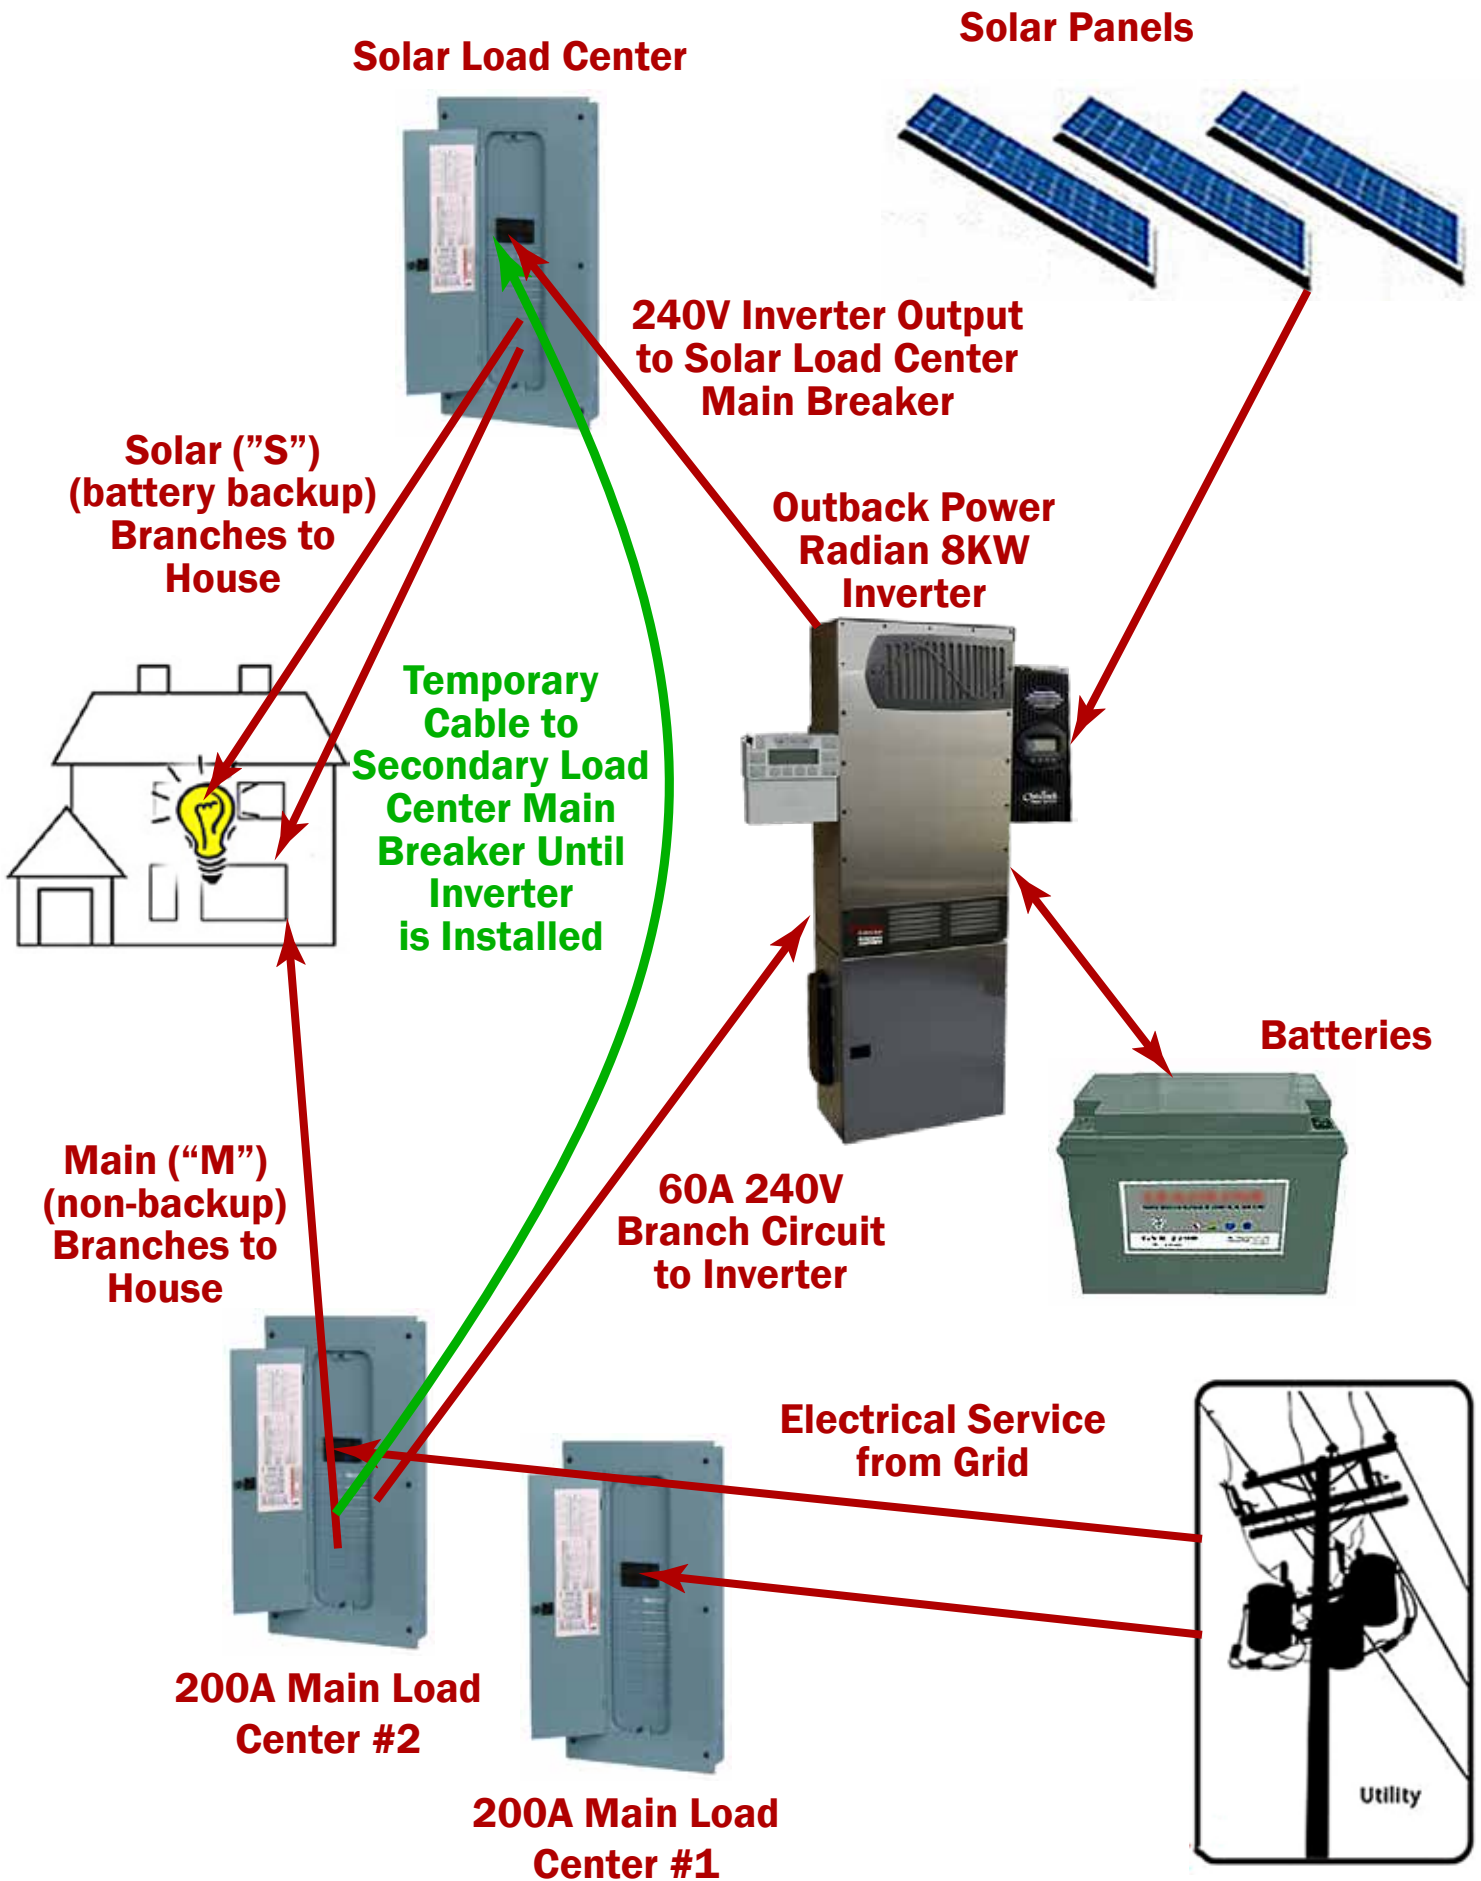 Solar Panels
Solar Load Center
240V Inverter Output
to Solar Load Center
Main Breaker
Solar (”S”)
(battery backup)
Branches to
House
Outback Power
Radian 8KW
Inverter
Temporary
Cable to
Secondary Load
Center Main
Breaker Until
Inverter
is Installed
Batteries
Main (“M”)
(non-backup)
Branches to
House
60A 240V
Branch Circuit
to Inverter
Electrical Service
from Grid
200A Main Load
Center #2
200A Main Load
Center #1
Utility